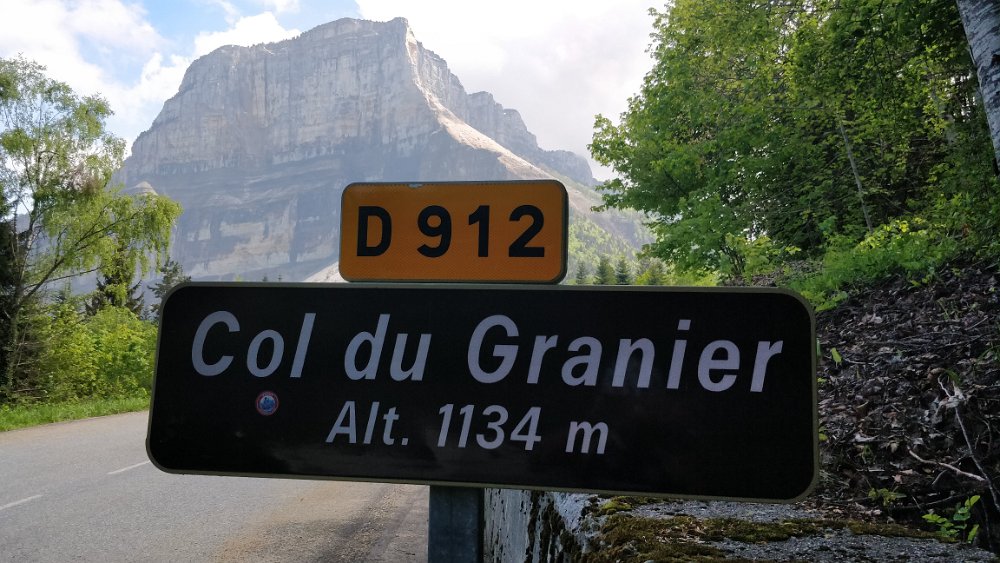 D 912
Col du Granier
Alt. 1134 m